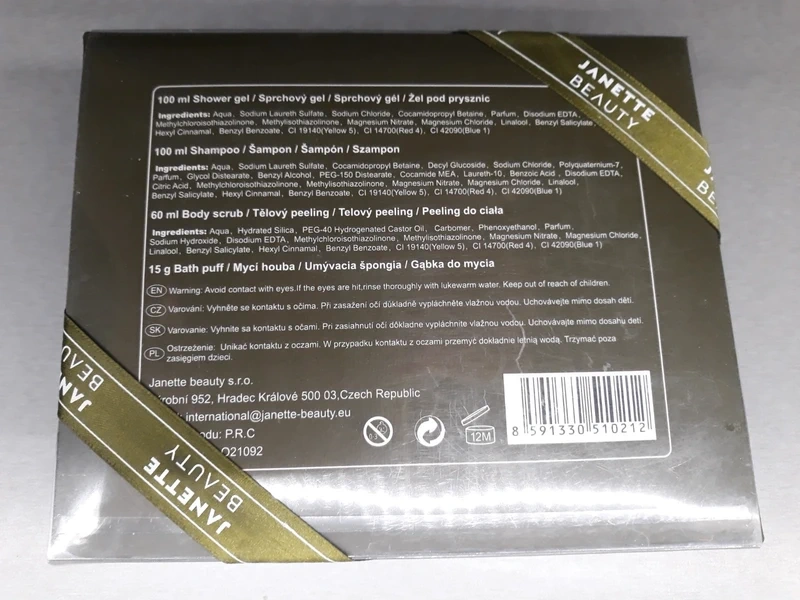 JANETTE
BEAUTY
100 ml Shower gel / Sprchový gel / Sprchový gél / Żel pod prysznic
Ingredients: Aqua, Sodium Laureth Sulfate, Sodium Chloride, Cocamidopropyl Betaine, Parfum, Disodium EDTA,
Methylchloroisothiazolinone, Methylisothiazolinone, Magnesium Nitrate, Magnesium Chloride, Linalool, Benzyl Salicylate,
Hexyl Cinnamal, Benzyl Benzoate, CI 19140(Yellow 5), CI 14700(Red 4), CI 42090(Blue 1)
100 ml Shampoo / Šampon / Šampón / Szampon
Ingredients: Aqua, Sodium Laureth Sulfate, Cocamidopropyl Betaine, Decyl Glucoside, Sodium Chloride, Polyquaternium-7,
Parfum, Glycol Distearate, Benzyl Alcohol, PEG-150 Distearate, Cocamide MEA, Laureth-10, Benzoic Acid, Disodium EDTA,
Citric Acid, Methylchloroisothiazolinone, Methylisothiazolinone, Magnesium Nitrate, Magnesium Chloride, Linalool,
Benzyl Salicylate, Hexyl Cinnamal, Benzyl Benzoate, CI 19140(Yellow 5), CI 14700(Red 4), CI 42090(Blue 1)
60 ml Body scrub / Tělový peeling / Telový peeling / Peeling do ciała
Ingredients: Aqua, Hydrated Silica, PEG-40 Hydrogenated Castor Oil, Carbomer, Phenoxyethanol, Parfum,
Sodium Hydroxide, Disodium EDTA, Methylchloroisothiazolinone, Methylisothiazolinone, Magnesium Nitrate, Magnesium Chloride,
Linalool, Benzyl Salicylate, Hexyl Cinnamal, Benzyl Benzoate, CI 19140(Yellow 5), CI 14700(Red 4), CI 42090(Blue 1)
15 g Bath puff / Mycí houba / Umývacia špongia / Gąbka do mycia
EN Warning: Avoid contact with eyes.If the eyes are hit,rinse thoroughly with lukewarm water. Keep out of reach of children.
CZ Varování: Vyhněte se kontaktu s očima. Při zasažení očí důkladně vypláchněte vlažnou vodou. Uchovávejte mimo dosah dětí.
SK Varovanie: Vyhnite sa kontaktu s očami. Pri zasiahnutí očí dôkladne vypláchnite vlažnou vodou. Uchovávajte mimo dosahu detí.
PL Ostrzeżenie: Unikać kontaktu z oczami. W przypadku kontaktu z oczami przemyć dokładnie letnią wodą. Trzymać poza
zasięgiem dzieci.
Janette beauty s.r.o.
952, Hradec Králové 500 03,Czech Republic
international@janette-beauty.eu
P.R.C
O21092
0-3
12M
8 591330 510212
JANETTE
BEAUTY
JANETTE
BEAUTY